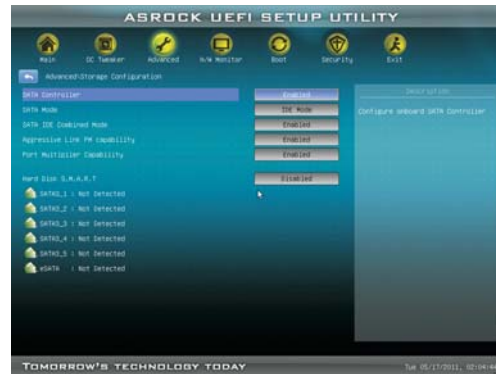 ASROCK UEFI SETUP UTILITY
Main
OC Tweaker
Advanced
H/W Monitor
Boot
Security
Exit
Advanced\Storage Configuration
Description
SATA Controller
Enabled
Configure onboard SATA Controller
SATA Mode
IDE Mode
SATA IDE Combined Mode
Enabled
Aggressive Link PM capability
Enabled
Port Multiplier Capability
Enabled
Hard Disk S.M.A.R.T
Disabled
SATA3_1 : Not Detected
SATA3_2 : Not Detected
SATA3_3 : Not Detected
SATA3_4 : Not Detected
SATA3_5 : Not Detected
eSATA : Not Detected
TOMORROW'S TECHNOLOGY TODAY
Tue 05/17/2011, 02:04:44